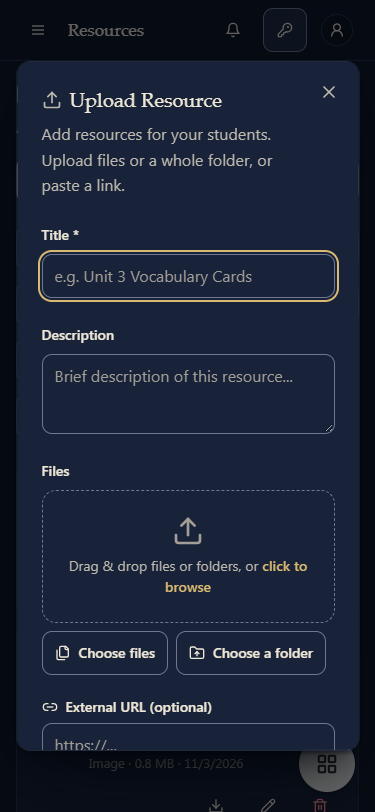 Resources
Upload Resource
Add resources for your students.
Upload files or a whole folder, or
paste a link.
Title *
e.g. Unit 3 Vocabulary Cards
Description
Brief description of this resource...
Files
Drag & drop files or folders, or click to
browse
Choose files
Choose a folder
External URL (optional)
https://...
Image · 0.8 MB · 11/3/2026